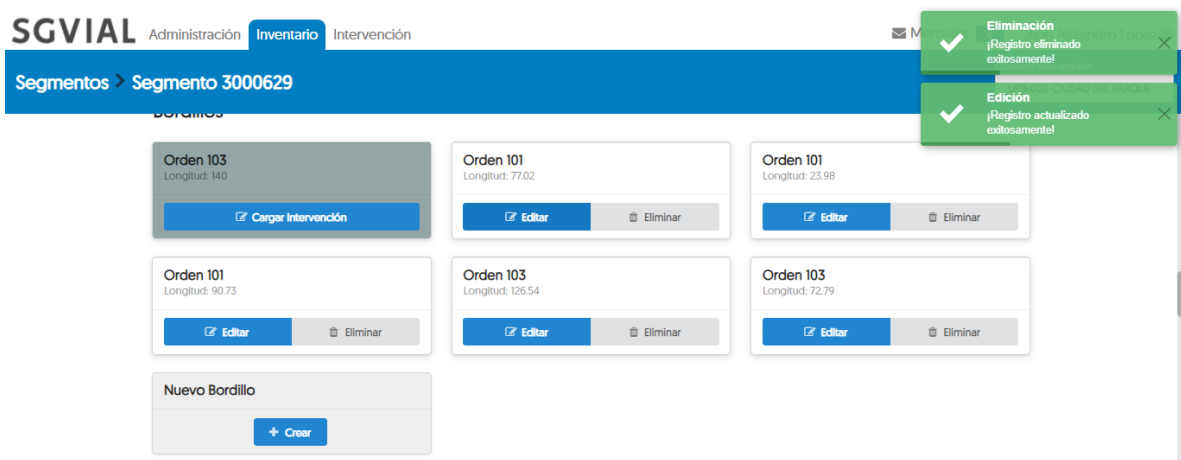 SGVIAL Administración Inventario Intervención
Eliminación
¡Registro eliminado
exitosamente!
Segmentos > Segmento 3000629
Edición
¡Registro actualizado
exitosamente!
Bordillos
Orden 103
Longitud: 140
Cargar Intervención
Orden 101
Longitud: 77.02
Editar Eliminar
Orden 101
Longitud: 23.98
Editar Eliminar
Orden 101
Longitud: 90.73
Editar Eliminar
Orden 103
Longitud: 126.54
Editar Eliminar
Orden 103
Longitud: 72.79
Editar Eliminar
Nuevo Bordillo
+ Crear